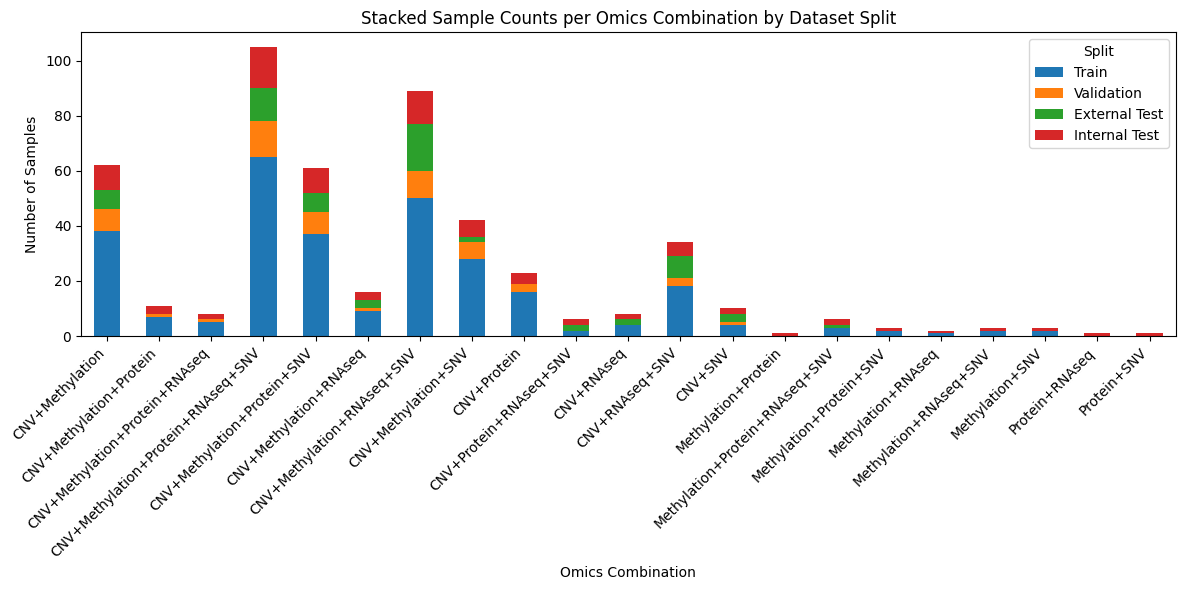 Stacked Sample Counts per Omics Combination by Dataset Split
Number of Samples
100
80
60
40
20
0
Split
Train
Validation
External Test
Internal Test
CNV+Methylation
CNV+Methylation+Protein
CNV+Methylation+Protein+RNAseq
CNV+Methylation+Protein+RNAseq+SNV
CNV+Methylation+Protein+SNV
CNV+Methylation+RNAseq
CNV+Methylation+RNAseq+SNV
CNV+Methylation+SNV
CNV+Protein
CNV+Protein+RNAseq+SNV
CNV+RNAseq
CNV+RNAseq+SNV
CNV+SNV
Methylation+Protein
Methylation+Protein+RNAseq+SNV
Methylation+Protein+SNV
Methylation+RNAseq
Methylation+RNAseq+SNV
Methylation+SNV
Protein+RNAseq
Protein+SNV
Omics Combination